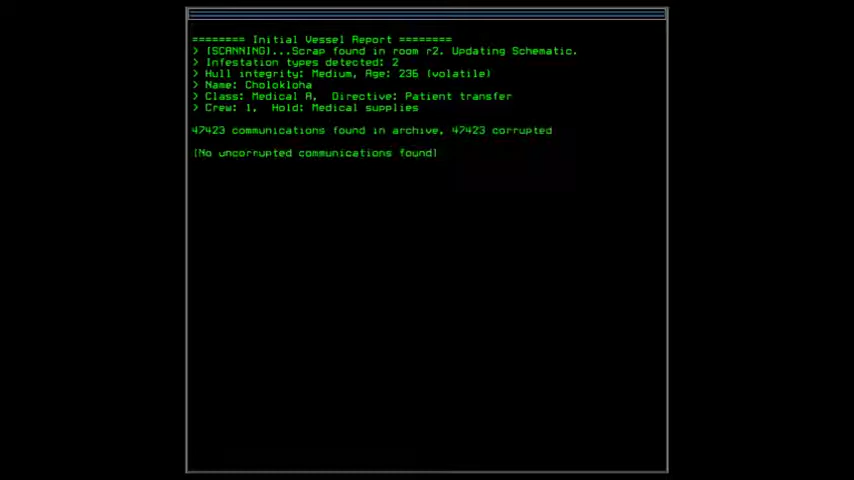 ======== Initial Vessel Report ========
> [SCANNING]...Scrap found in room r2. Updating Schematic.
> Infestation types detected: 2
> Hull integrity: Medium, Age: 236 (volatile)
> Name: Cholokloha
> Class: Medical A,  Directive: Patient transfer
> Crew: 1,  Hold: Medical supplies
47423 communications found in archive, 47423 corrupted
[No uncorrupted communications found]